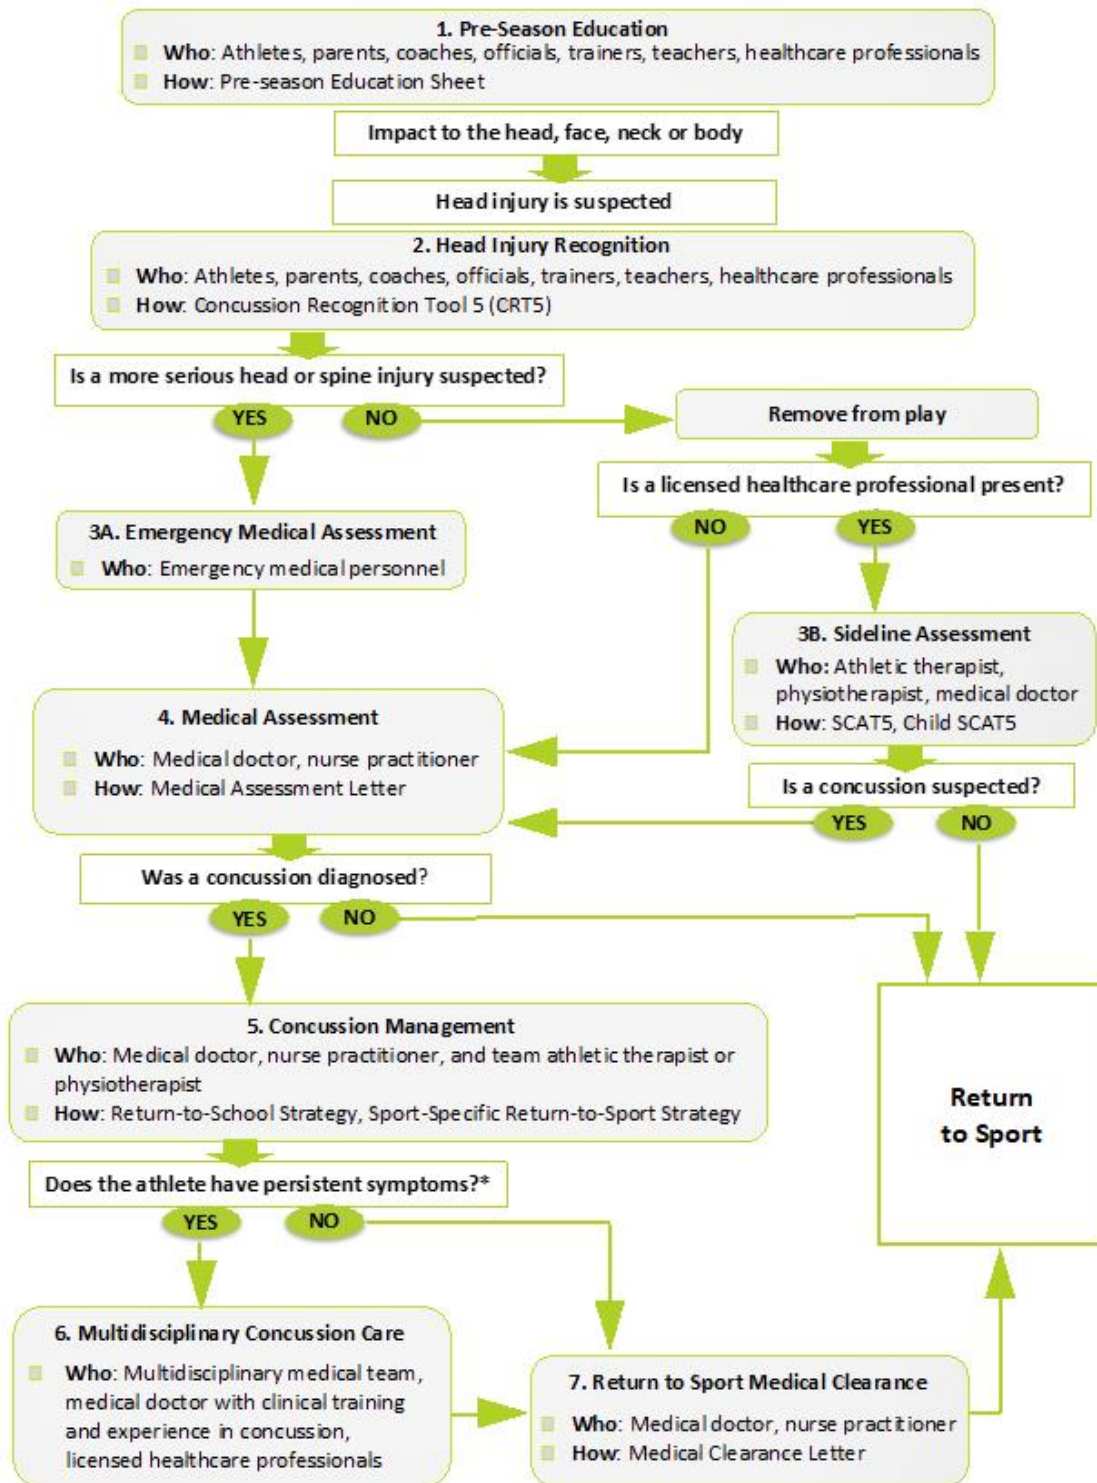 1. Pre-Season Education
Who: Athletes, parents, coaches, officials, trainers, teachers, healthcare professionals
How: Pre-season Education Sheet
Impact to the head, face, neck or body
Head injury is suspected
2. Head Injury Recognition
Who: Athletes, parents, coaches, officials, trainers, teachers, healthcare professionals
How: Concussion Recognition Tool 5 (CRT5)
Is a more serious head or spine injury suspected?
YES
NO
Remove from play
Is a licensed healthcare professional present?
NO
YES
3A. Emergency Medical Assessment
Who: Emergency medical personnel
3B. Sideline Assessment
Who: Athletic therapist,
physiotherapist, medical doctor
How: SCAT5, Child SCAT5
Is a concussion suspected?
YES
NO
4. Medical Assessment
Who: Medical doctor, nurse practitioner
How: Medical Assessment Letter
Was a concussion diagnosed?
YES
NO
5. Concussion Management
Who: Medical doctor, nurse practitioner, and team athletic therapist or
physiotherapist
How: Return-to-School Strategy, Sport-Specific Return-to-Sport Strategy
Return
to Sport
Does the athlete have persistent symptoms?*
YES
NO
6. Multidisciplinary Concussion Care
Who: Multidisciplinary medical team,
medical doctor with clinical training
and experience in concussion,
licensed healthcare professionals
7. Return to Sport Medical Clearance
Who: Medical doctor, nurse practitioner
How: Medical Clearance Letter